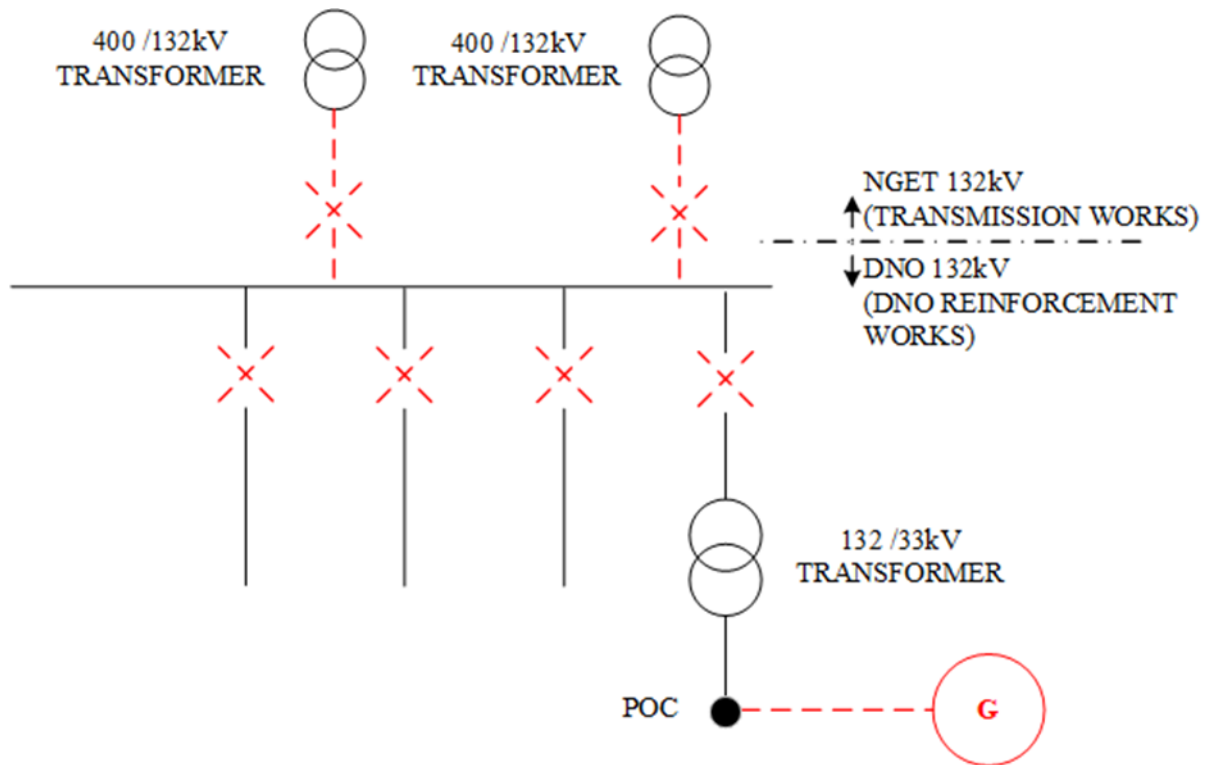 400 /132kV
TRANSFORMER
400 /132kV
TRANSFORMER
NGET 132kV
(TRANSMISSION WORKS)
DNO 132kV
(DNO REINFORCEMENT
WORKS)
132 /33kV
TRANSFORMER
POC
G